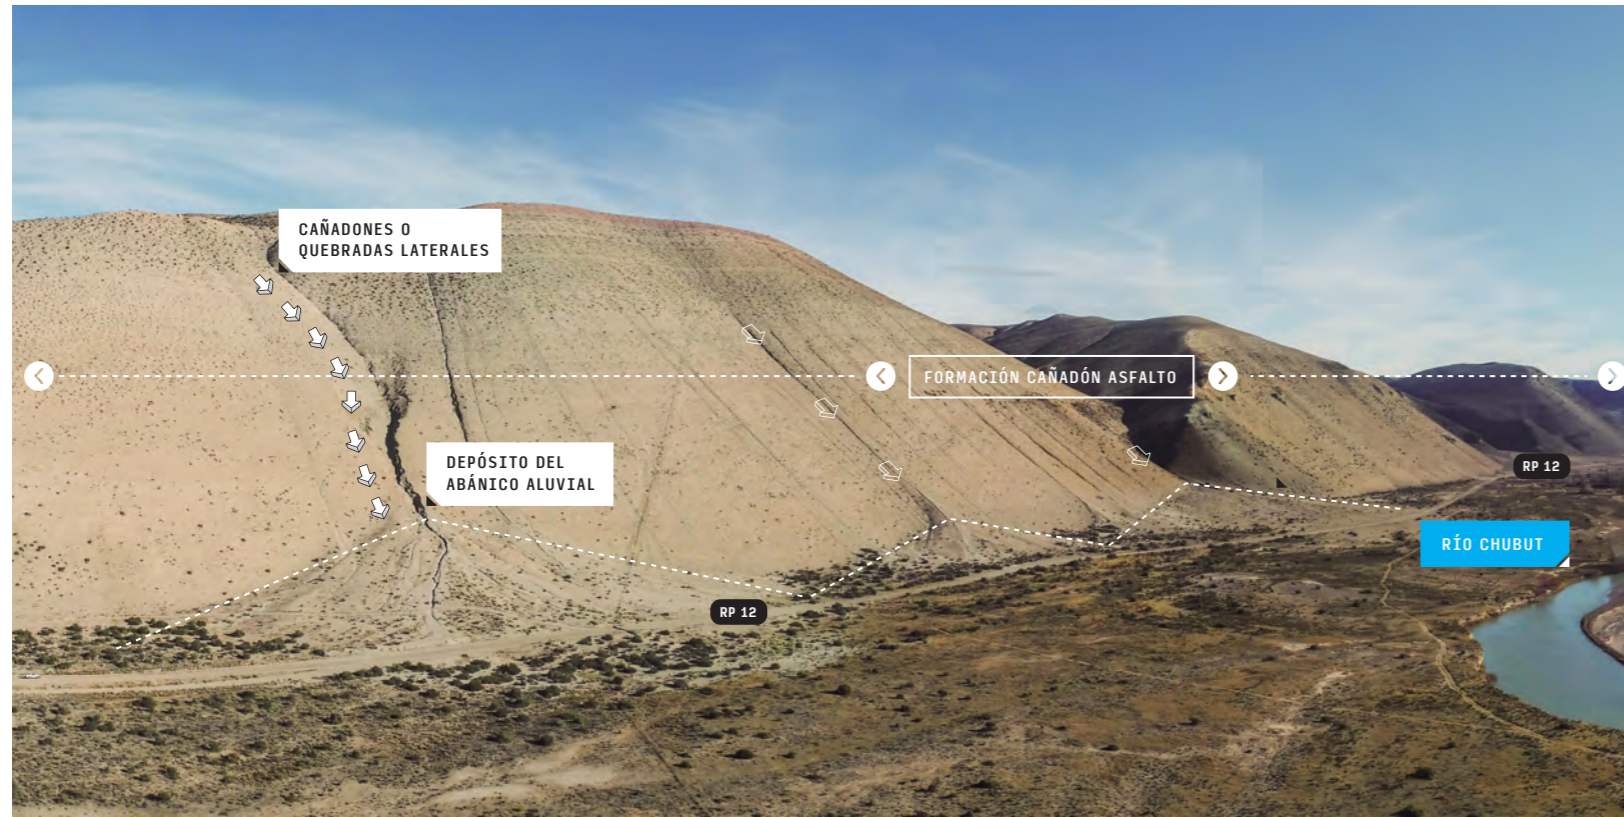 CAÑADONES O
QUEBRADAS LATERALES
FORMACIÓN CAÑADÓN ASFALTO
DEPÓSITO DEL
ABÁNICO ALUVIAL
RP 12
RÍO CHUBUT
RP 12